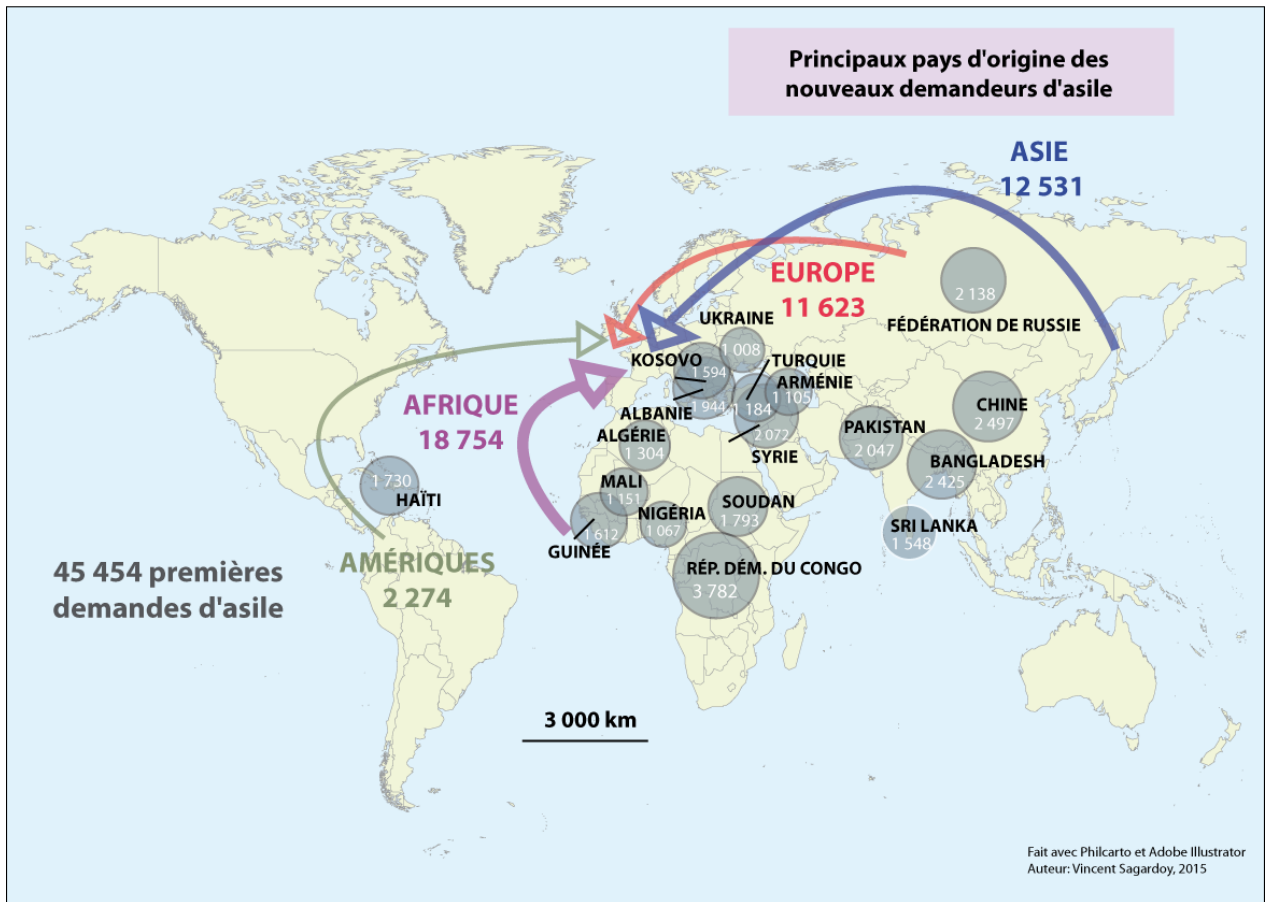 Principaux pays d'origine des
nouveaux demandeurs d'asile
ASIE
12 531
EUROPE
11 623
2 138
FÉDÉRATION DE RUSSIE
UKRAINE
1 008
KOSOVO
1 594
TURQUIE
1 184
ARMÉNIE
1 105
ALBANIE
1 944
SYRIE
2 072
AFRIQUE
18 754
ALGÉRIE
1 304
PAKISTAN
2 047
CHINE
2 497
BANGLADESH
2 425
SRI LANKA
1 548
1 730
HAÏTI
MALI
1 151
NIGÉRIA
1 067
SOUDAN
1 793
GUINÉE
1 612
RÉP. DÉM. DU CONGO
3 782
AMÉRIQUES
2 274
45 454 premières
demandes d'asile
3 000 km
Fait avec Philcarto et Adobe Illustrator
Auteur: Vincent Sagardoy, 2015